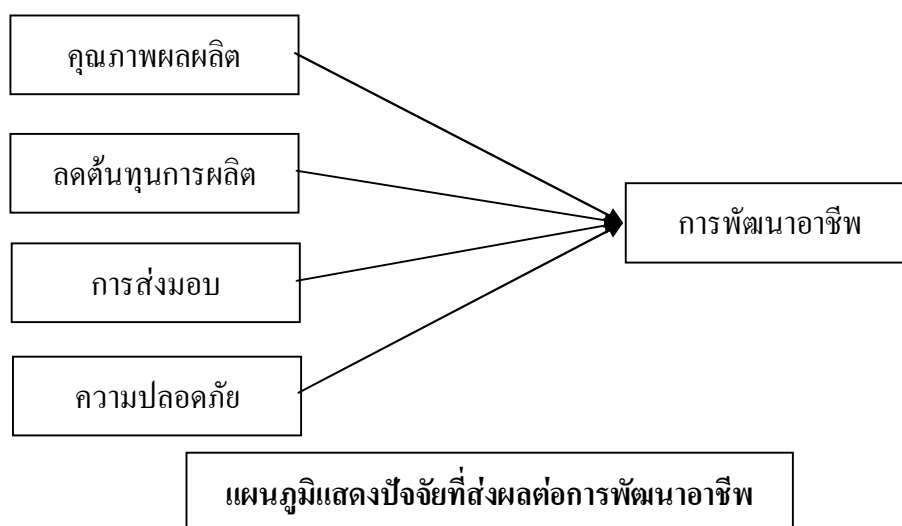 คุณภาพผลผลิต
ลดต้นทุนการผลิต
การส่งมอบ
ความปลอดภัย
การพัฒนาอาชีพ
แผนภูมิแสดงปัจจัยที่ส่งผลต่อการพัฒนาอาชีพ